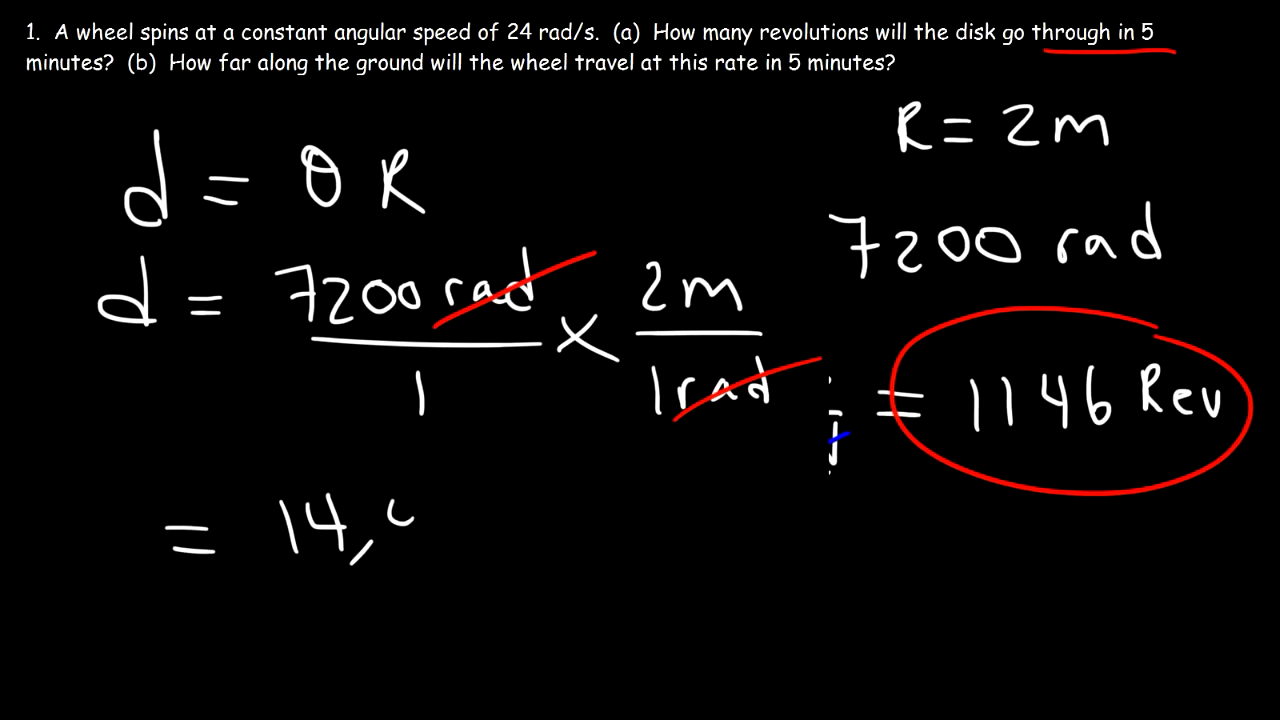 1. A wheel spins at a constant angular speed of 24 rad/s. (a) How many revolutions will the disk go through in 5
minutes? (b) How far along the ground will the wheel travel at this rate in 5 minutes?
R = 2m
d = θ R
7200 rad
d = 7200 rad / 1 × 2m / 1 rad
= 1146 Rev
= 14,